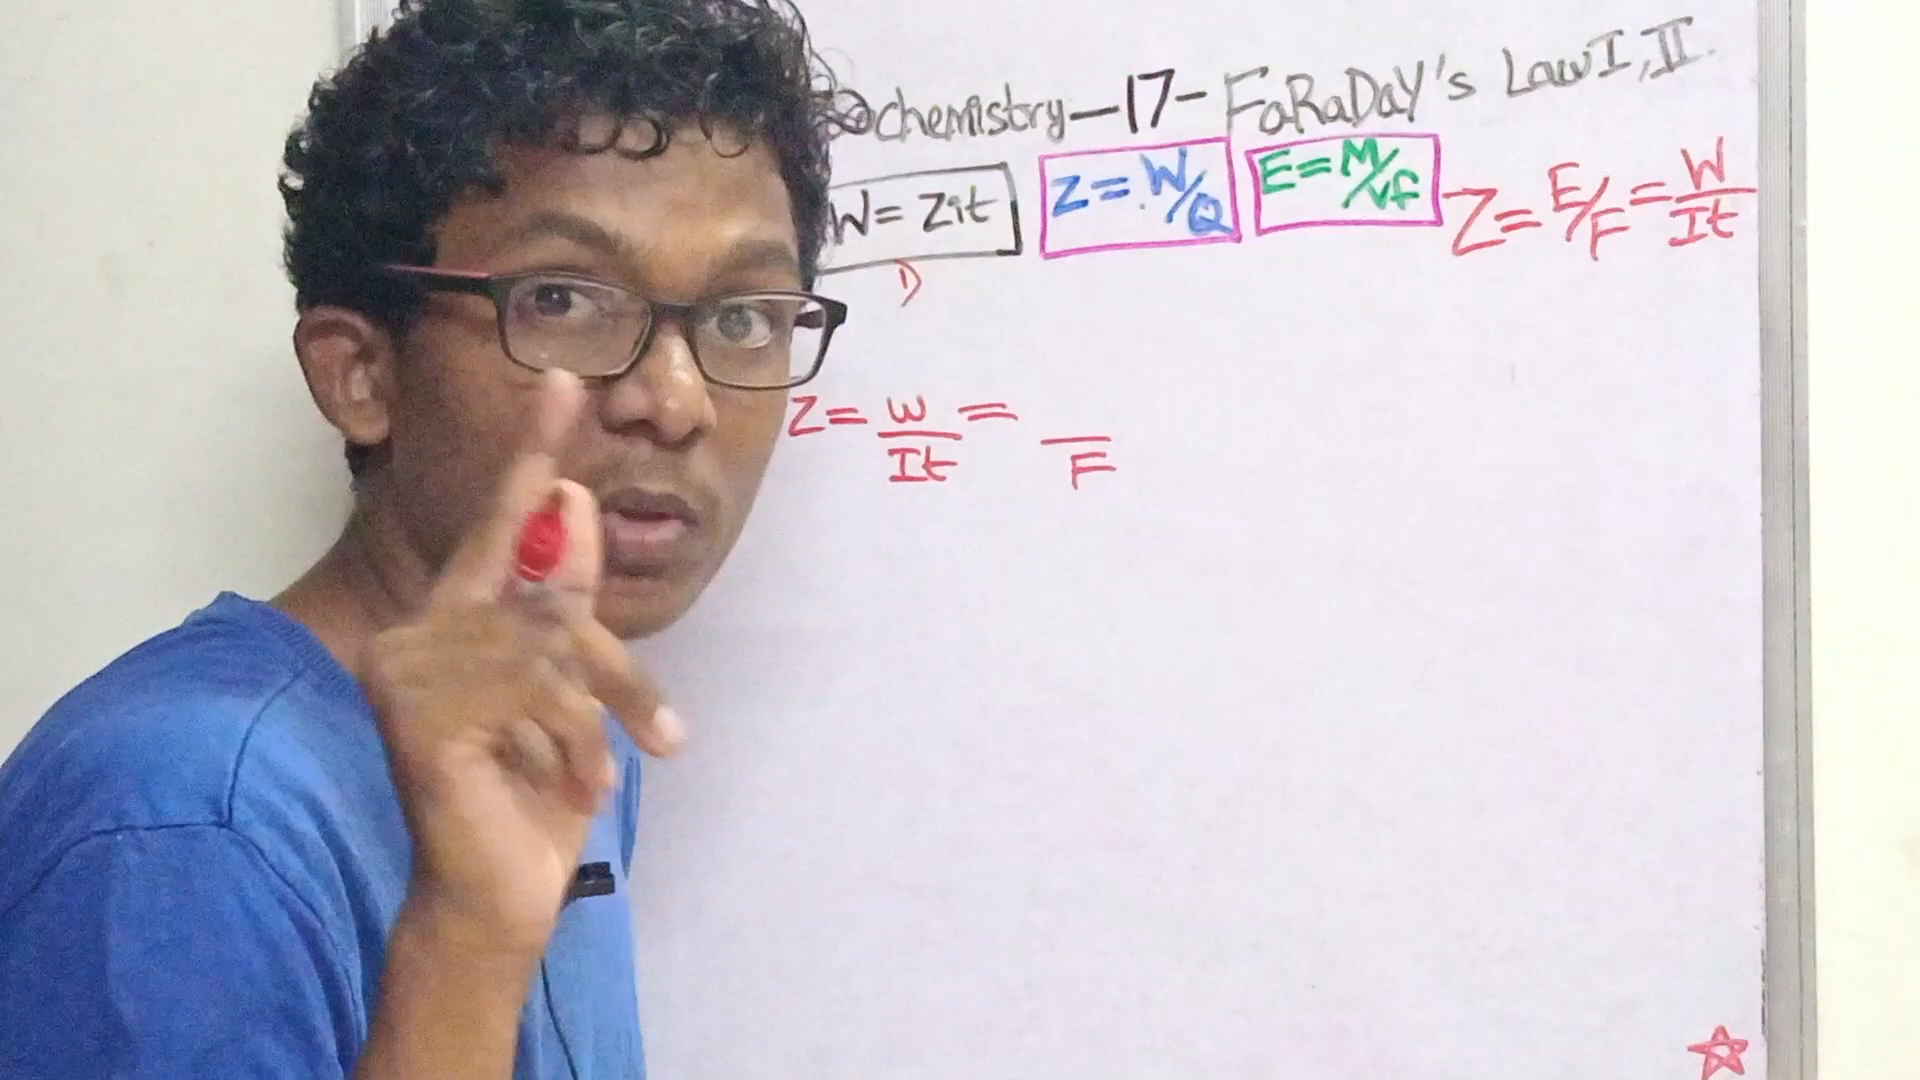 chemistry-17- FaRaDaY's Law I, II.
W = Zit Z = W/Q E = M/vf Z = E/F = W/It
1)
Z = W/It = /F